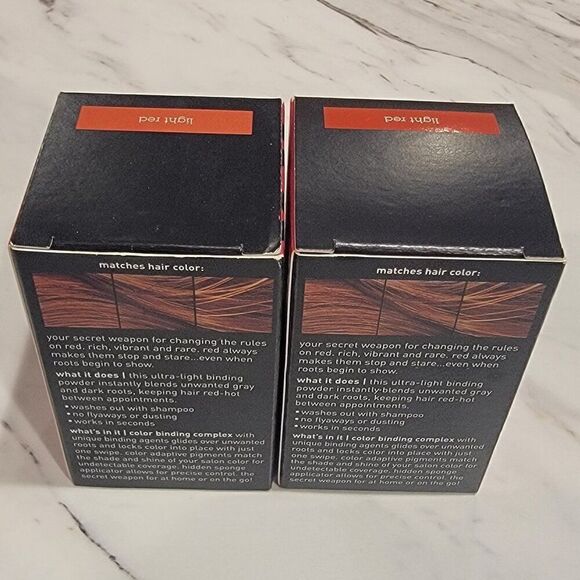 light red
matches hair color:
your secret weapon for changing the rules
on red. rich, vibrant and rare. red always
makes them stop and stare...even when
roots begin to show.
what it does | this ultra-light binding
powder instantly blends unwanted gray
and dark roots, keeping hair red-hot
between appointments.
• washes out with shampoo
• no flyaways or dusting
• works in seconds
what's in it | color binding complex with
unique binding agents glides over unwanted
roots and locks color into place with just
one swipe. color adaptive pigments match
the shade and shine of your salon color for
undetectable coverage. hidden sponge
applicator allows for precise control. the
secret weapon for at home or on the go!
light red
matches hair color:
your secret weapon for changing the rules
on red. rich, vibrant and rare. red always
makes them stop and stare...even when
roots begin to show.
what it does | this ultra-light binding
powder instantly blends unwanted gray
and dark roots, keeping hair red-hot
between appointments.
• washes out with shampoo
• no flyaways or dusting
• works in seconds
what's in it | color binding complex with
unique binding agents glides over unwanted
roots and locks color into place with just
one swipe. color adaptive pigments match
the shade and shine of your salon color for
undetectable coverage. hidden sponge
applicator allows for precise control. the
secret weapon for at home or on the go!